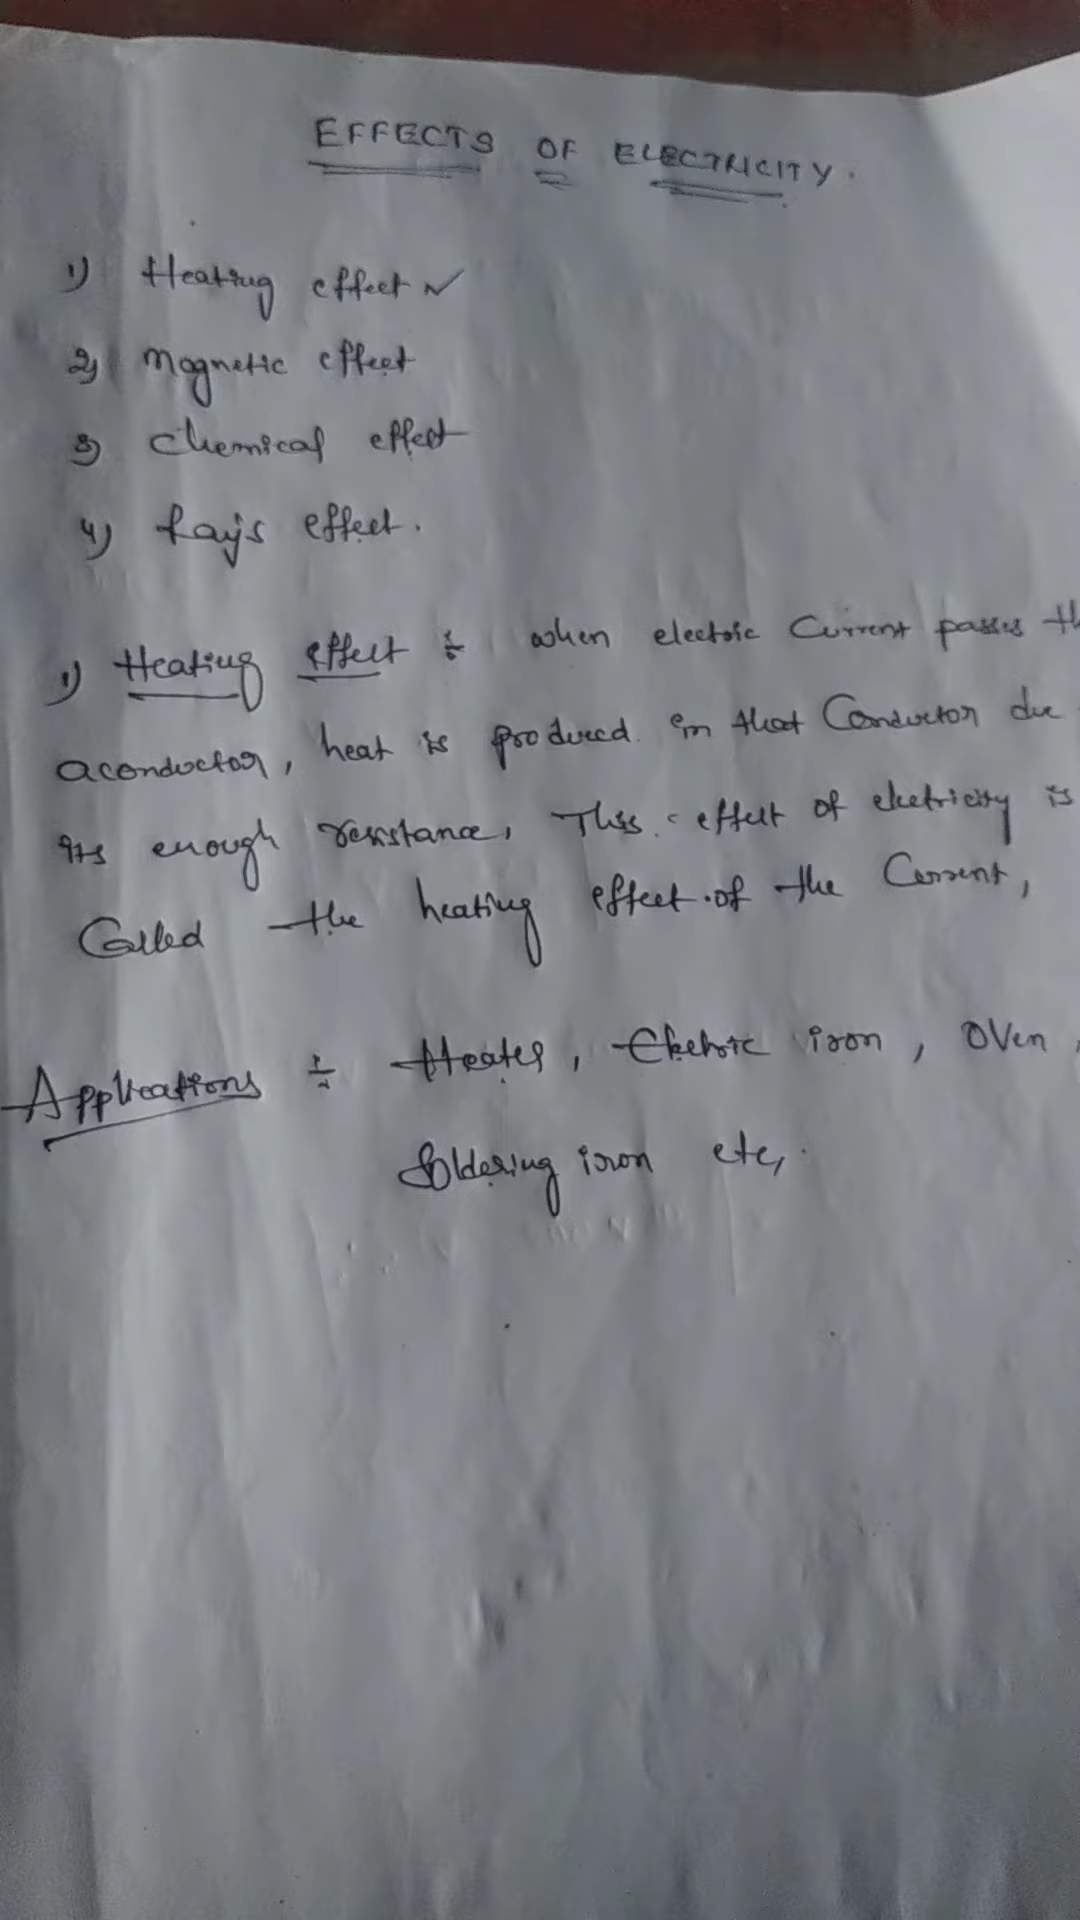 EFFECTS OF ELECTRICITY.
1) Heating effect ✓
2) Magnetic effect
3) Chemical effect
4) Rays effect.
1) Heating effect :- when electric Current passes th
aconductor, heat is produced in that Conductor due
its enough resistance, This effect of electricity is
Called the heating effect of the Current,
Applications :- Heater, Electric iron, Oven,
Soldering iron etc,.